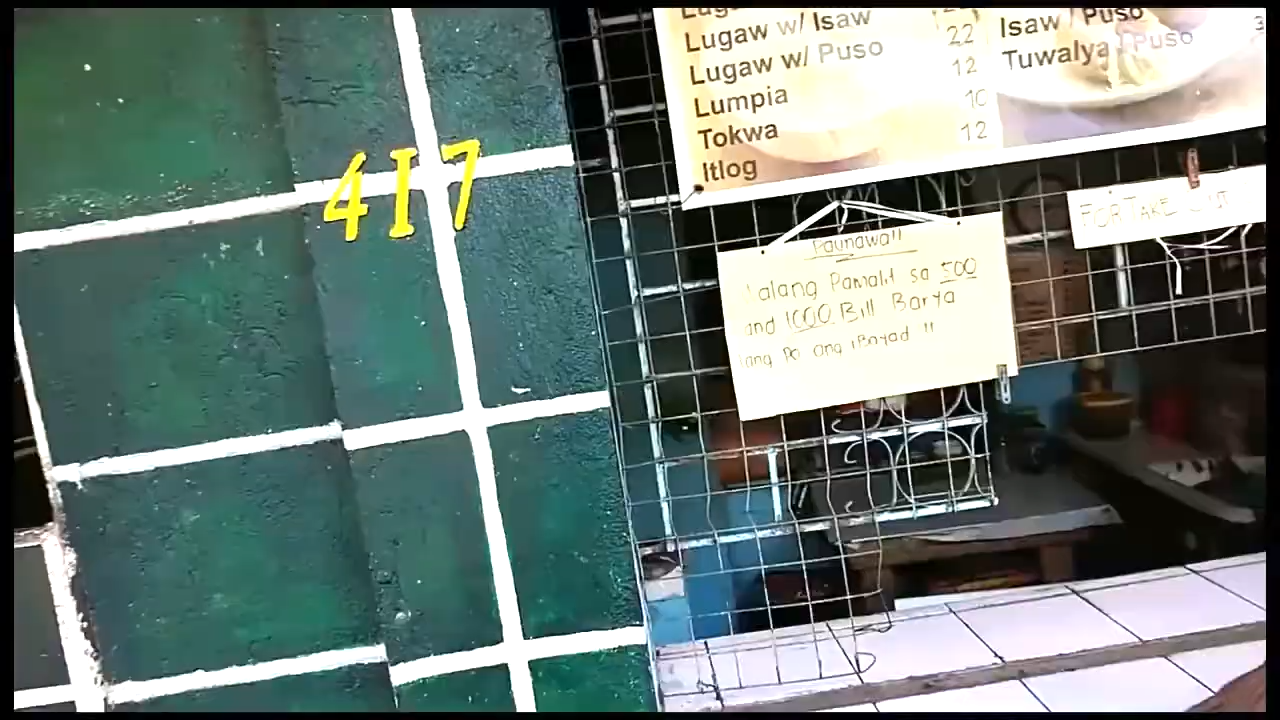 417
Lugaw w/ Isaw
Lugaw w/ Puso 22
Lumpia 12
Tokwa 10
Itlog 12
Isaw / Puso
Tuwalya / Puso
Paunawa!!
alang Pamalit sa 500
and 1000 Bill Barya
lang po ang iBayad !!
FOR TAKE OUT